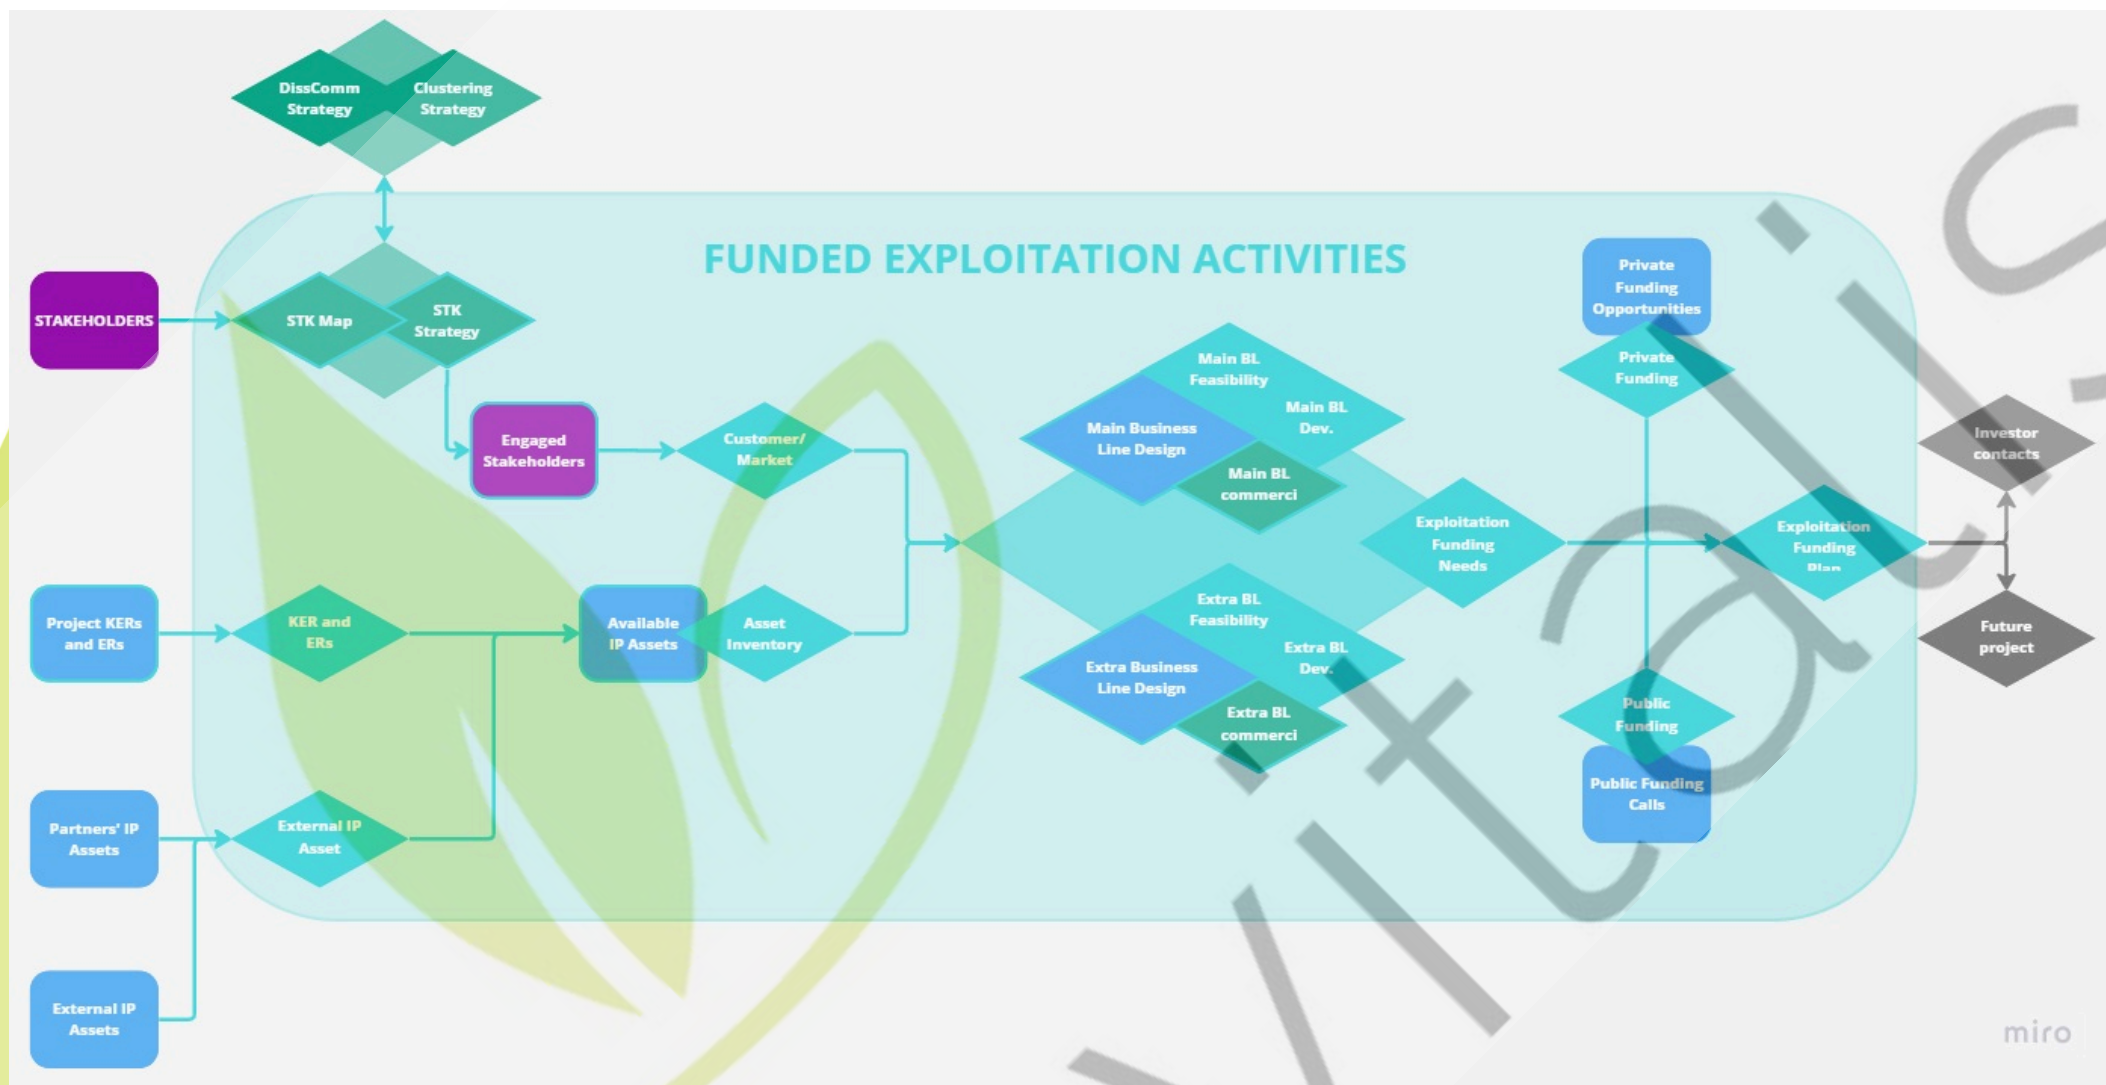 DissComm
Strategy
Clustering
Strategy
FUNDED EXPLOITATION ACTIVITIES
STAKEHOLDERS
STK Map
STK
Strategy
Engaged
Stakeholders
Customer/
Market
Project KERs
and ERs
KER and
ERs
Available
IP Assets
Asset
Inventory
Partners' IP
Assets
External IP
Asset
External IP
Assets
Main BL
Feasibility
Main BL
Dev.
Main Business
Line Design
Main BL
commerci
Extra BL
Feasibility
Extra BL
Dev.
Extra Business
Line Design
Extra BL
commerci
Exploitation
Funding
Needs
Private
Funding
Opportunities
Private
Funding
Exploitation
Funding
Plan
Public
Funding
Public Funding
Calls
Investor
contacts
Future
project
vitalis
miro